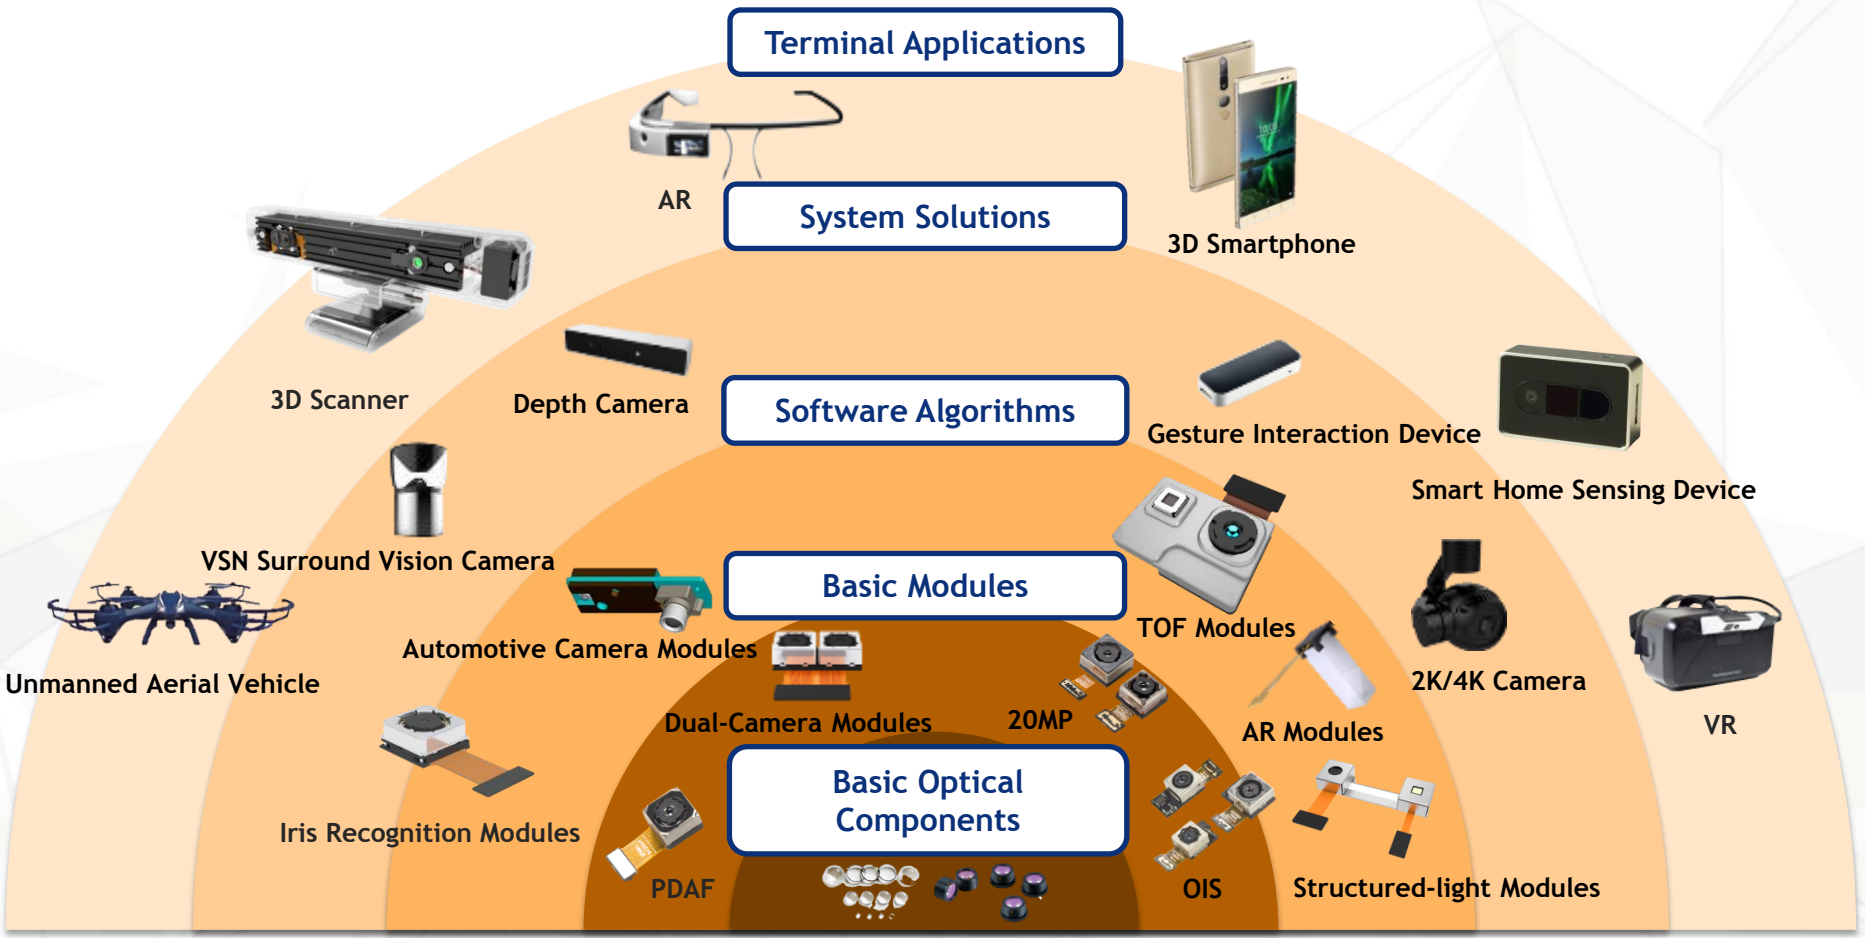 Terminal Applications
AR
System Solutions
3D Smartphone
3D Scanner
Depth Camera
Software Algorithms
Gesture Interaction Device
Smart Home Sensing Device
VSN Surround Vision Camera
Basic Modules
TOF Modules
Automotive Camera Modules
Unmanned Aerial Vehicle
2K/4K Camera
Dual-Camera Modules
20MP
AR Modules
VR
Basic Optical
Components
Iris Recognition Modules
PDAF
OIS
Structured-light Modules